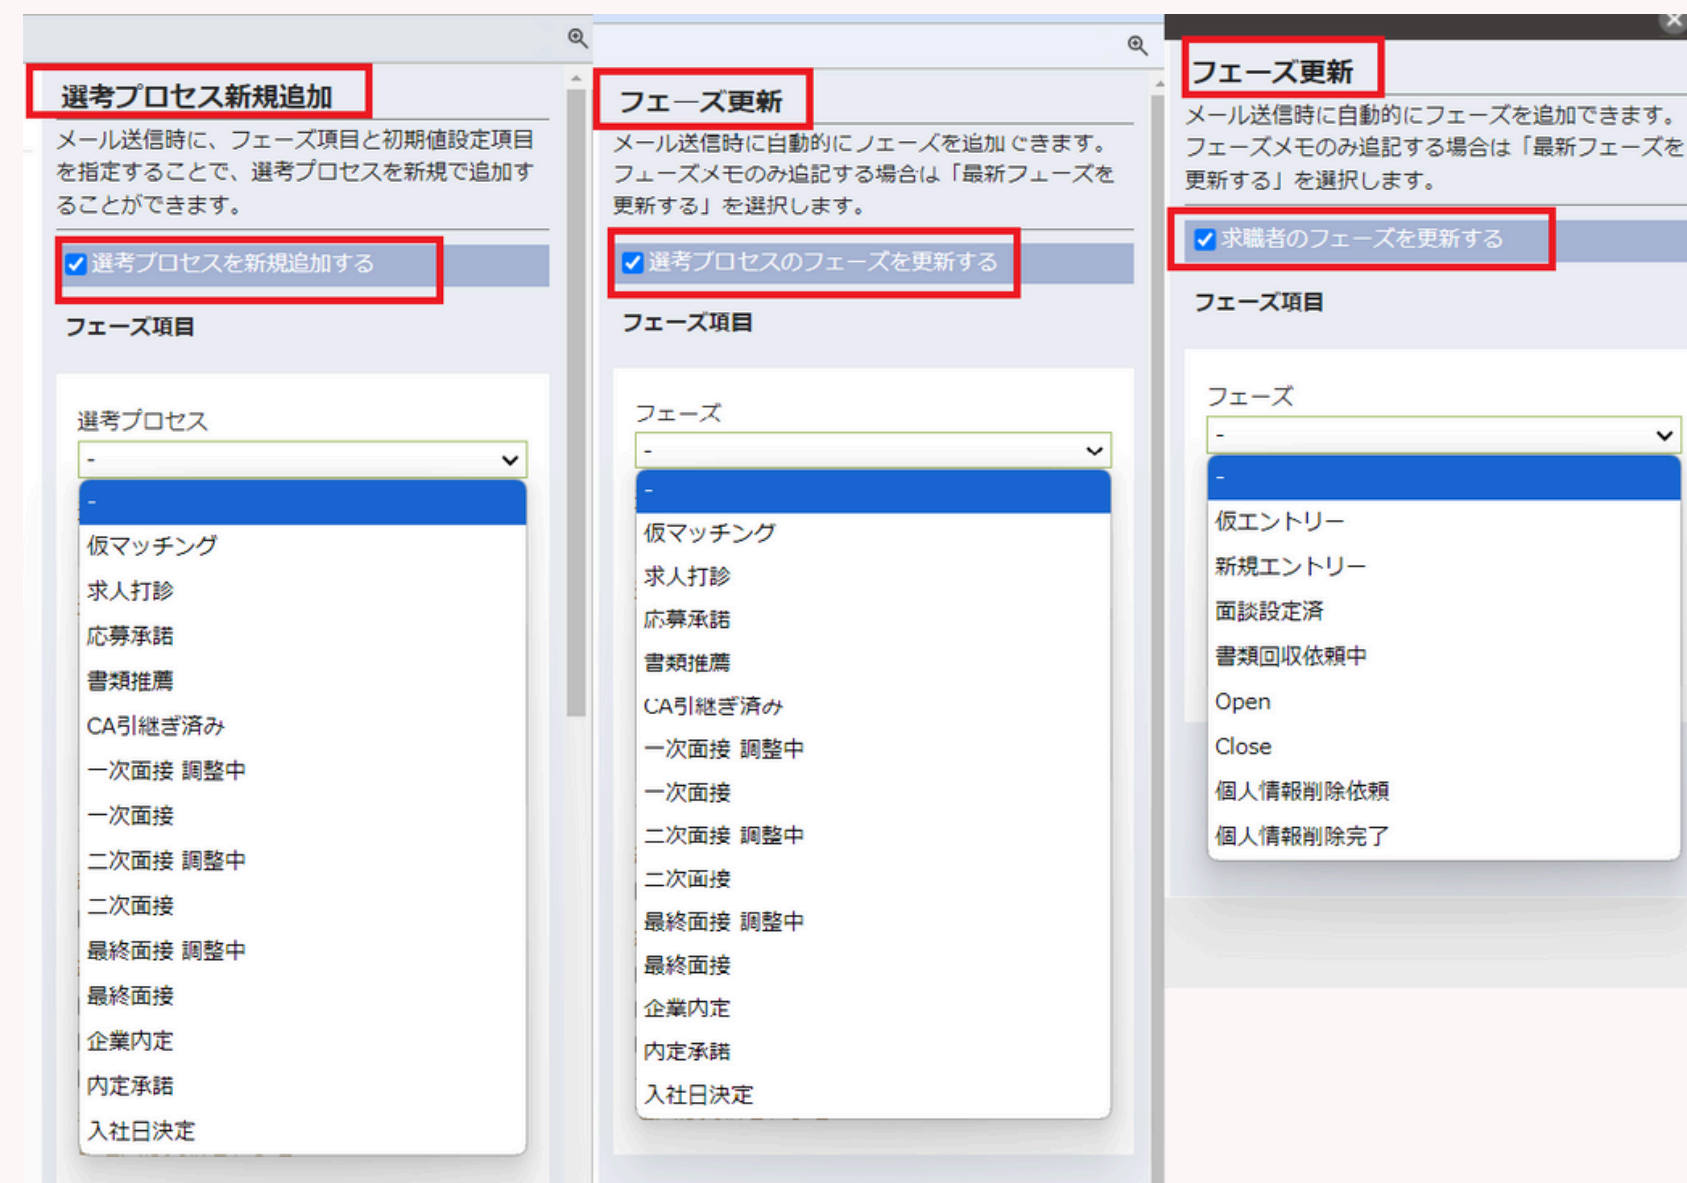 選考プロセス新規追加
メール送信時に、フェーズ項目と初期値設定項目
を指定することで、選考プロセスを新規で追加す
ることができます。
選考プロセスを新規追加する
フェーズ項目
選考プロセス
-
-
仮マッチング
求人打診
応募承諾
書類推薦
CA引継ぎ済み
一次面接 調整中
一次面接
二次面接 調整中
二次面接
最終面接 調整中
最終面接
企業内定
内定承諾
入社日決定
フェーズ更新
メール送信時に自動的にフェーズを追加できます。
フェーズメモのみ追記する場合は「最新フェーズを
更新する」を選択します。
選考プロセスのフェーズを更新する
フェーズ項目
フェーズ
-
-
仮マッチング
求人打診
応募承諾
書類推薦
CA引継ぎ済み
一次面接 調整中
一次面接
二次面接 調整中
二次面接
最終面接 調整中
最終面接
企業内定
内定承諾
入社日決定
フェーズ更新
メール送信時に自動的にフェーズを追加できます。
フェーズメモのみ追記する場合は「最新フェーズを
更新する」を選択します。
求職者のフェーズを更新する
フェーズ項目
フェーズ
-
-
仮エントリー
新規エントリー
面談設定済
書類回収依頼中
Open
Close
個人情報削除依頼
個人情報削除完了